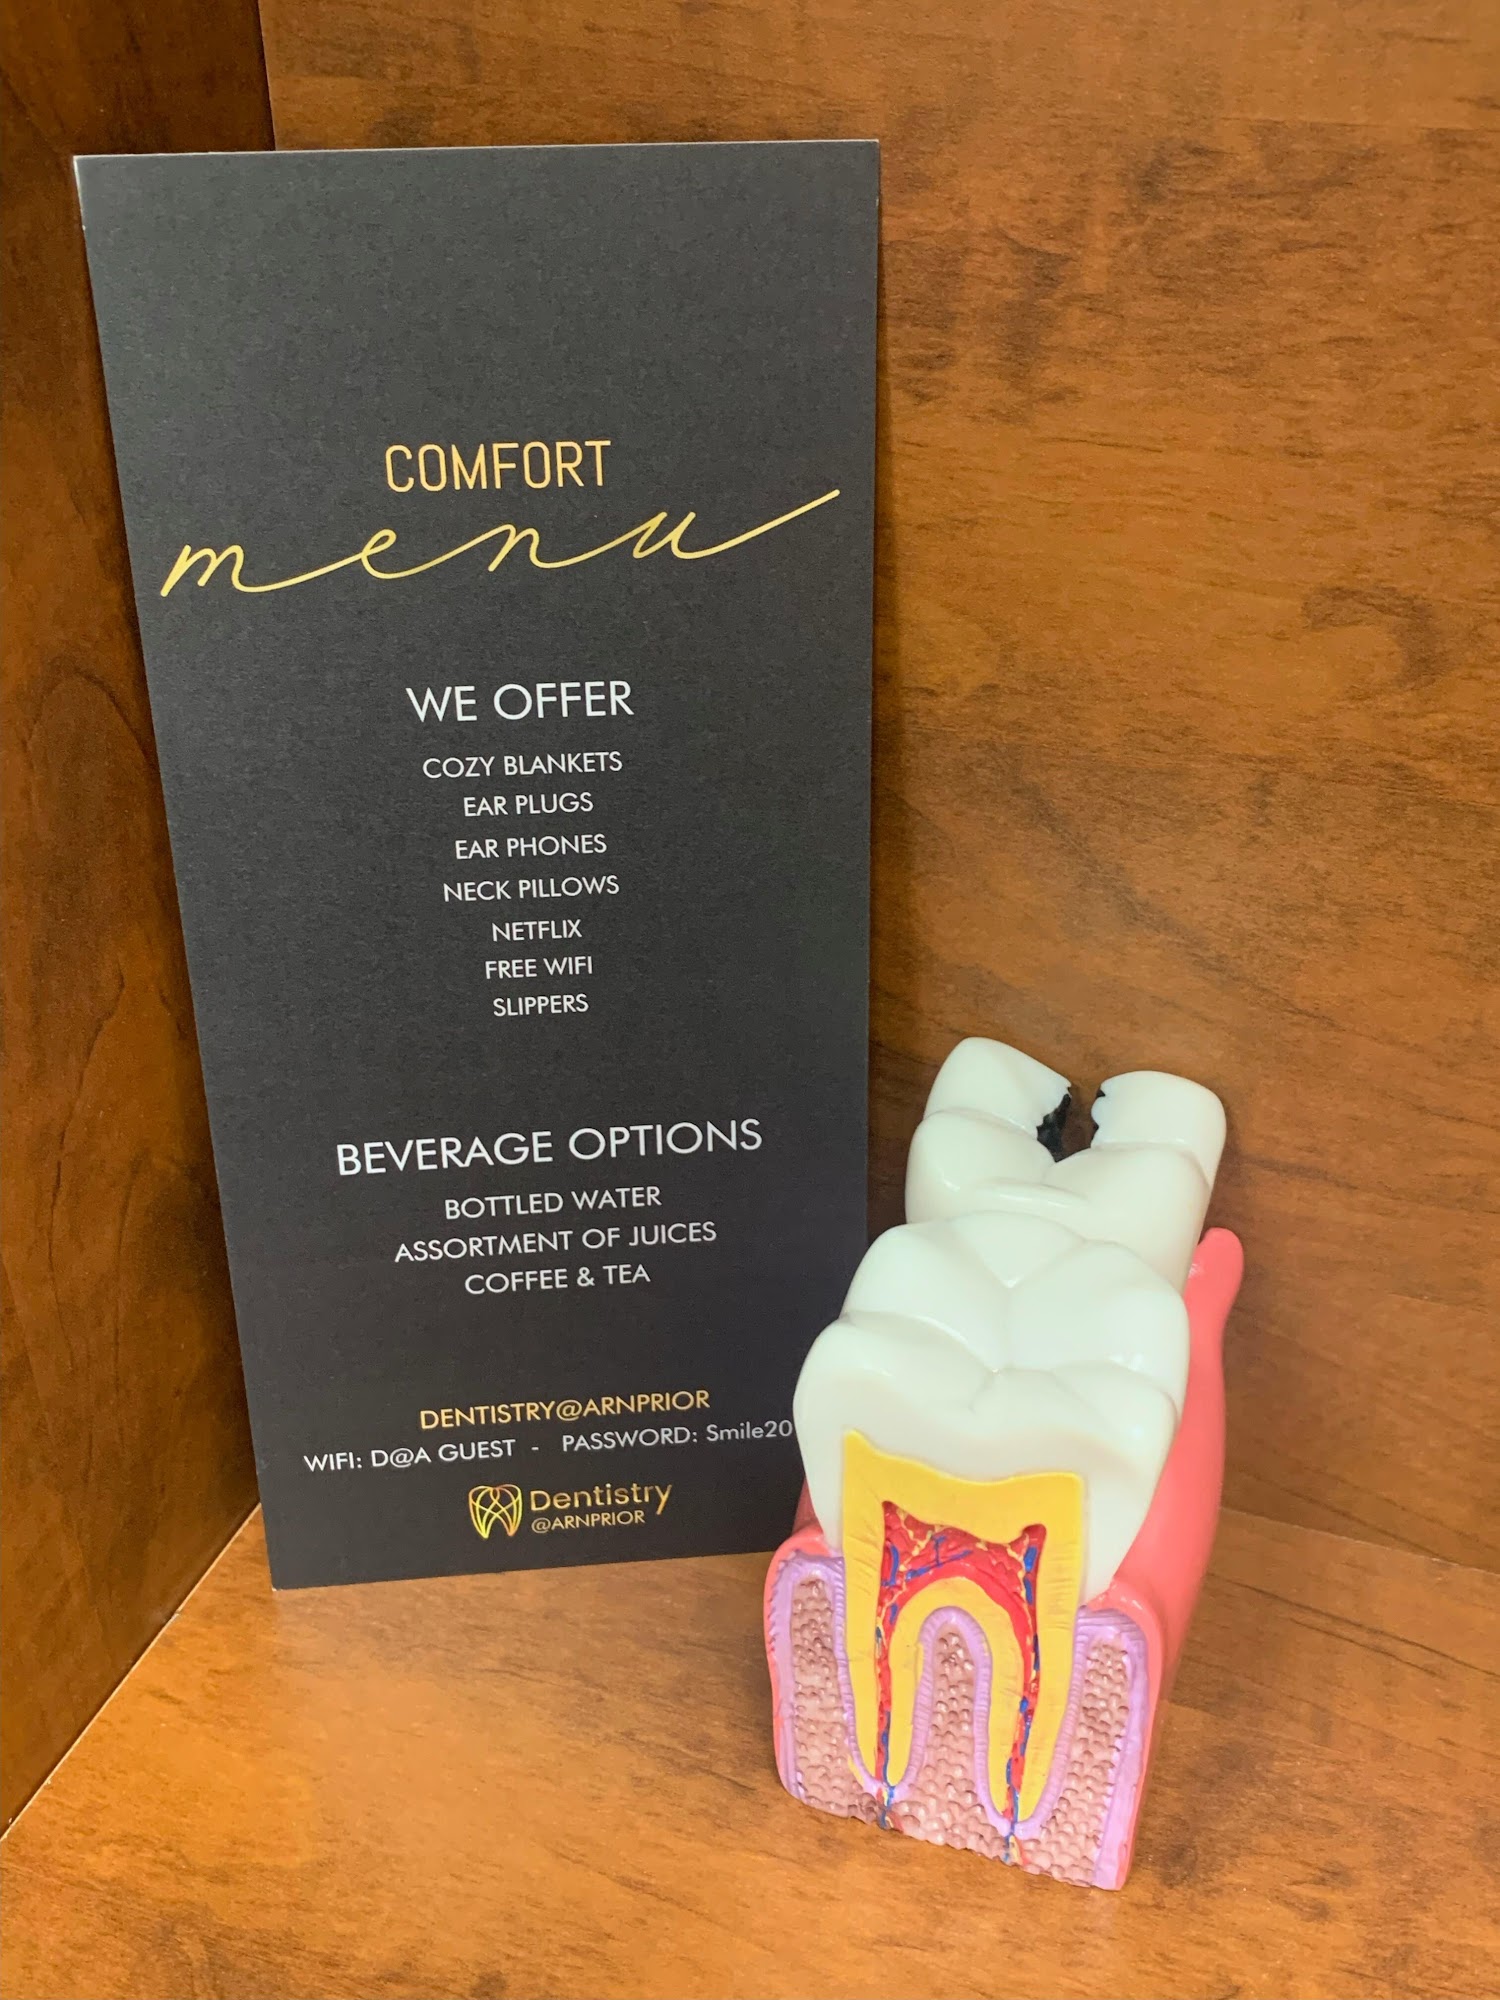 COMFORT
menu
WE OFFER
COZY BLANKETS
EAR PLUGS
EAR PHONES
NECK PILLOWS
NETFLIX
FREE WIFI
SLIPPERS
BEVERAGE OPTIONS
BOTTLED WATER
ASSORTMENT OF JUICES
COFFEE & TEA
DENTISTRY@ARNPRIOR
WIFI: D@A GUEST - PASSWORD: Smile20
Dentistry
@ARNPRIOR